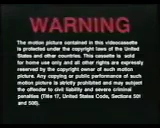 WARNING
The motion picture contained in this videocassette
is protected under the copyright laws of the United
States and other countries. This cassette is sold
for home use only and all other rights are expressly
reserved by the copyright owner of such motion
picture. Any copying or public performance of such
motion picture is strictly prohibited and may subject
the offender to civil liability and severe criminal
penalties (Title 17, United States Code, Sections 501
and 506).